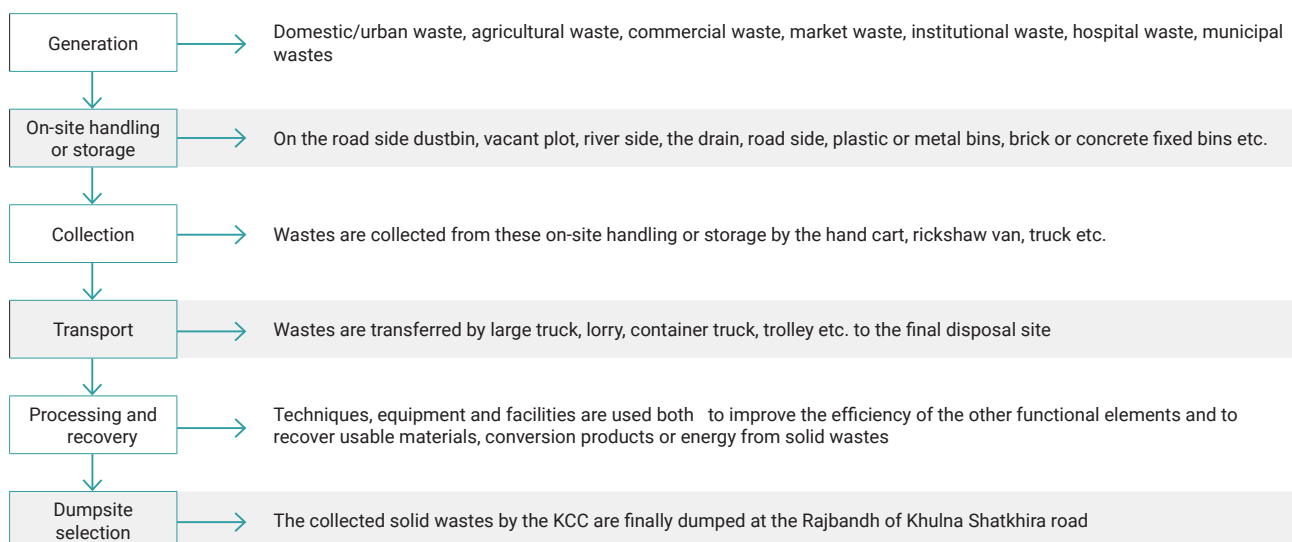 Generation
Domestic/urban waste, agricultural waste, commercial waste, market waste, institutional waste, hospital waste, municipal
wastes
On-site handling
or storage
On the road side dustbin, vacant plot, river side, the drain, road side, plastic or metal bins, brick or concrete fixed bins etc.
Collection
Wastes are collected from these on-site handling or storage by the hand cart, rickshaw van, truck etc.
Transport
Wastes are transferred by large truck, lorry, container truck, trolley etc. to the final disposal site
Processing and
recovery
Techniques, equipment and facilities are used both to improve the efficiency of the other functional elements and to
recover usable materials, conversion products or energy from solid wastes
Dumpsite
selection
The collected solid wastes by the KCC are finally dumped at the Rajbandh of Khulna Shatkhira road